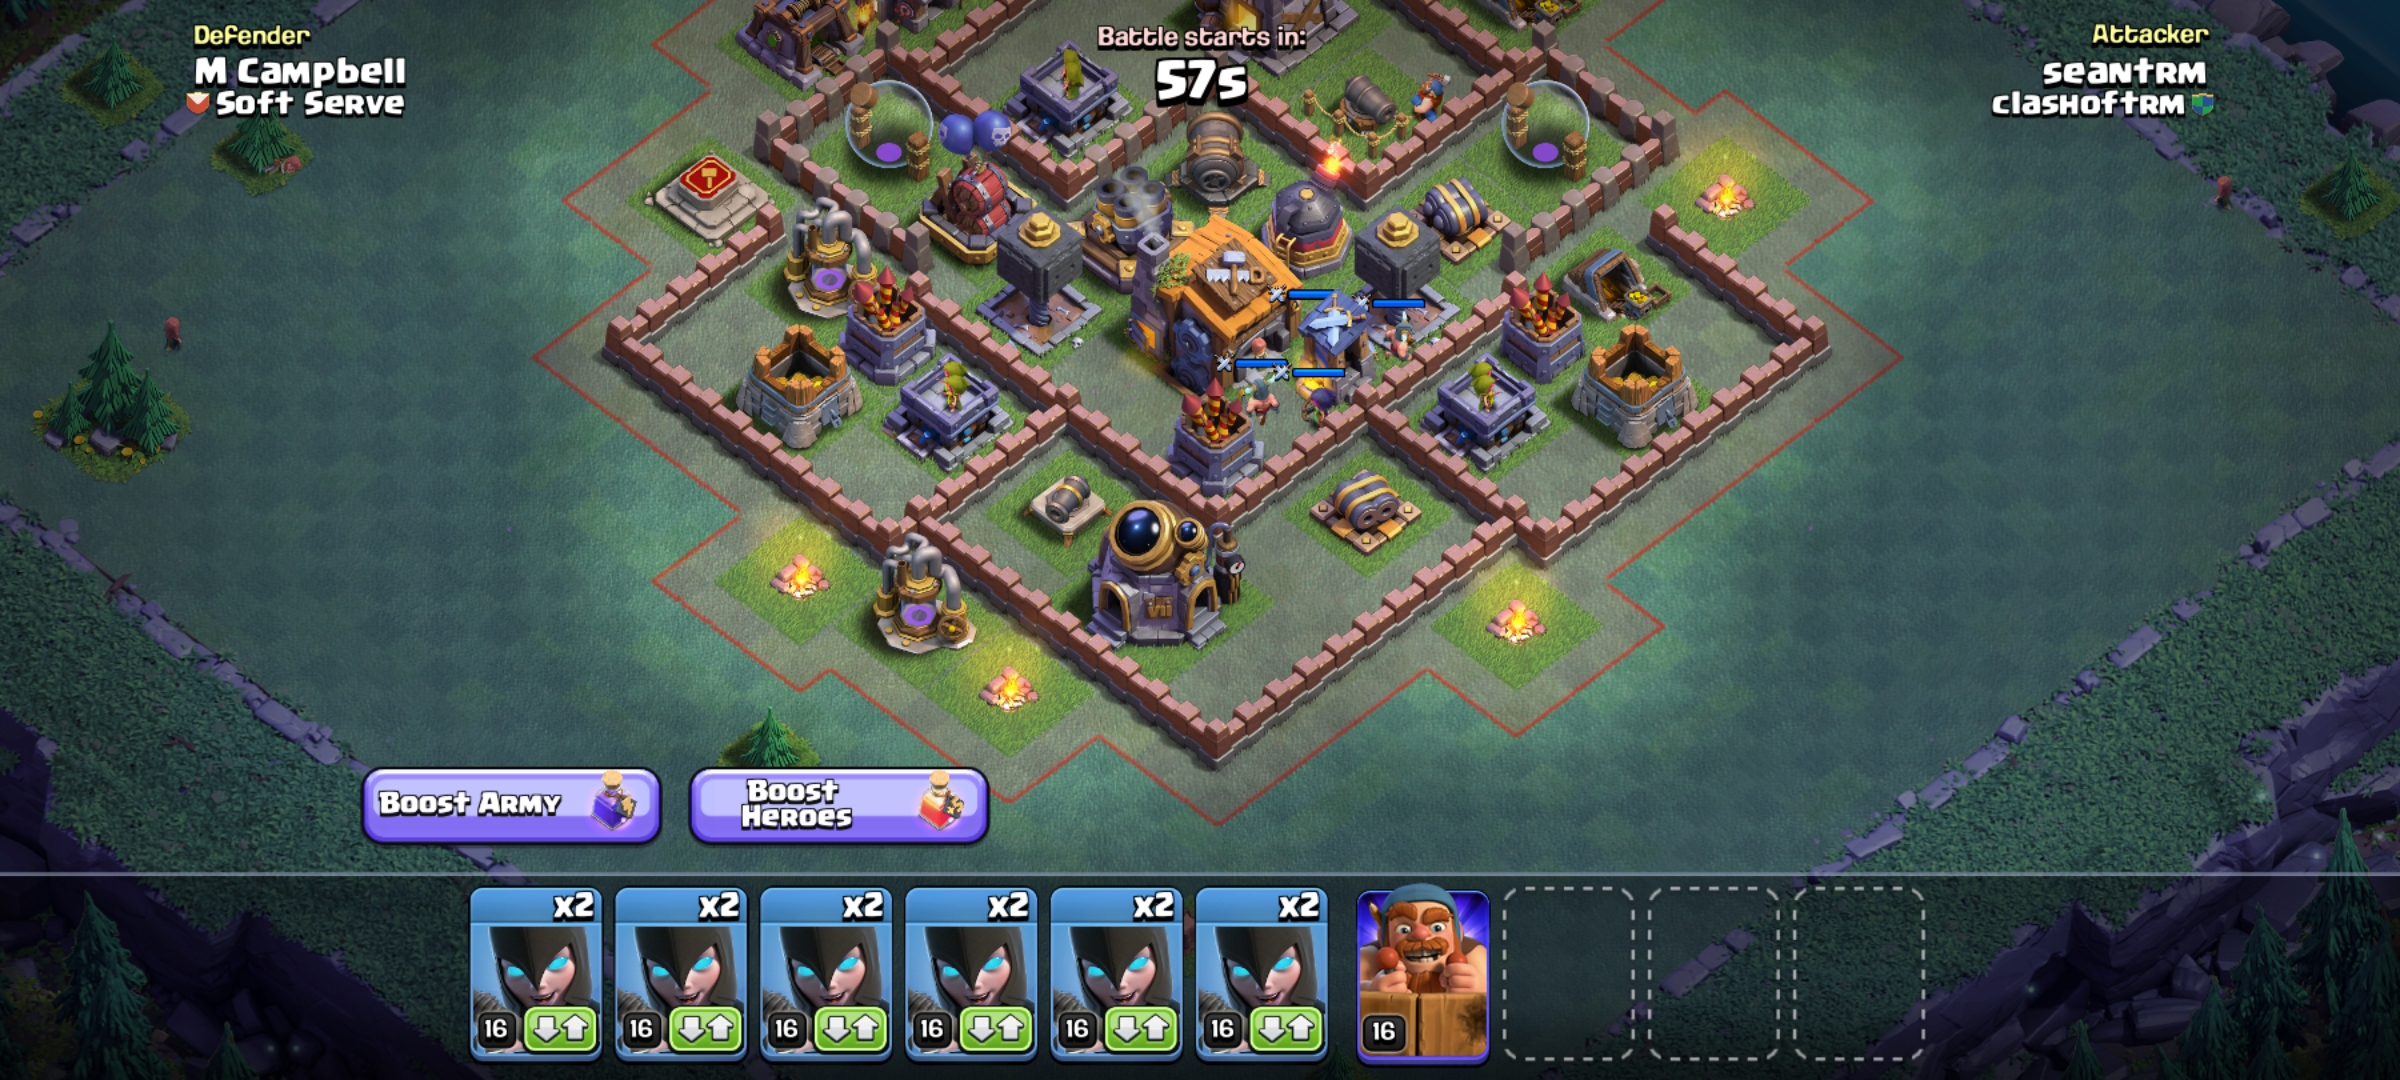 Defender
M Campbell
Soft Serve
Battle starts in:
57s
Attacker
seantRM
clashoftRM
VII
Boost Army
Boost
Heroes
x2
x2
x2
x2
x2
x2
16
16
16
16
16
16
16